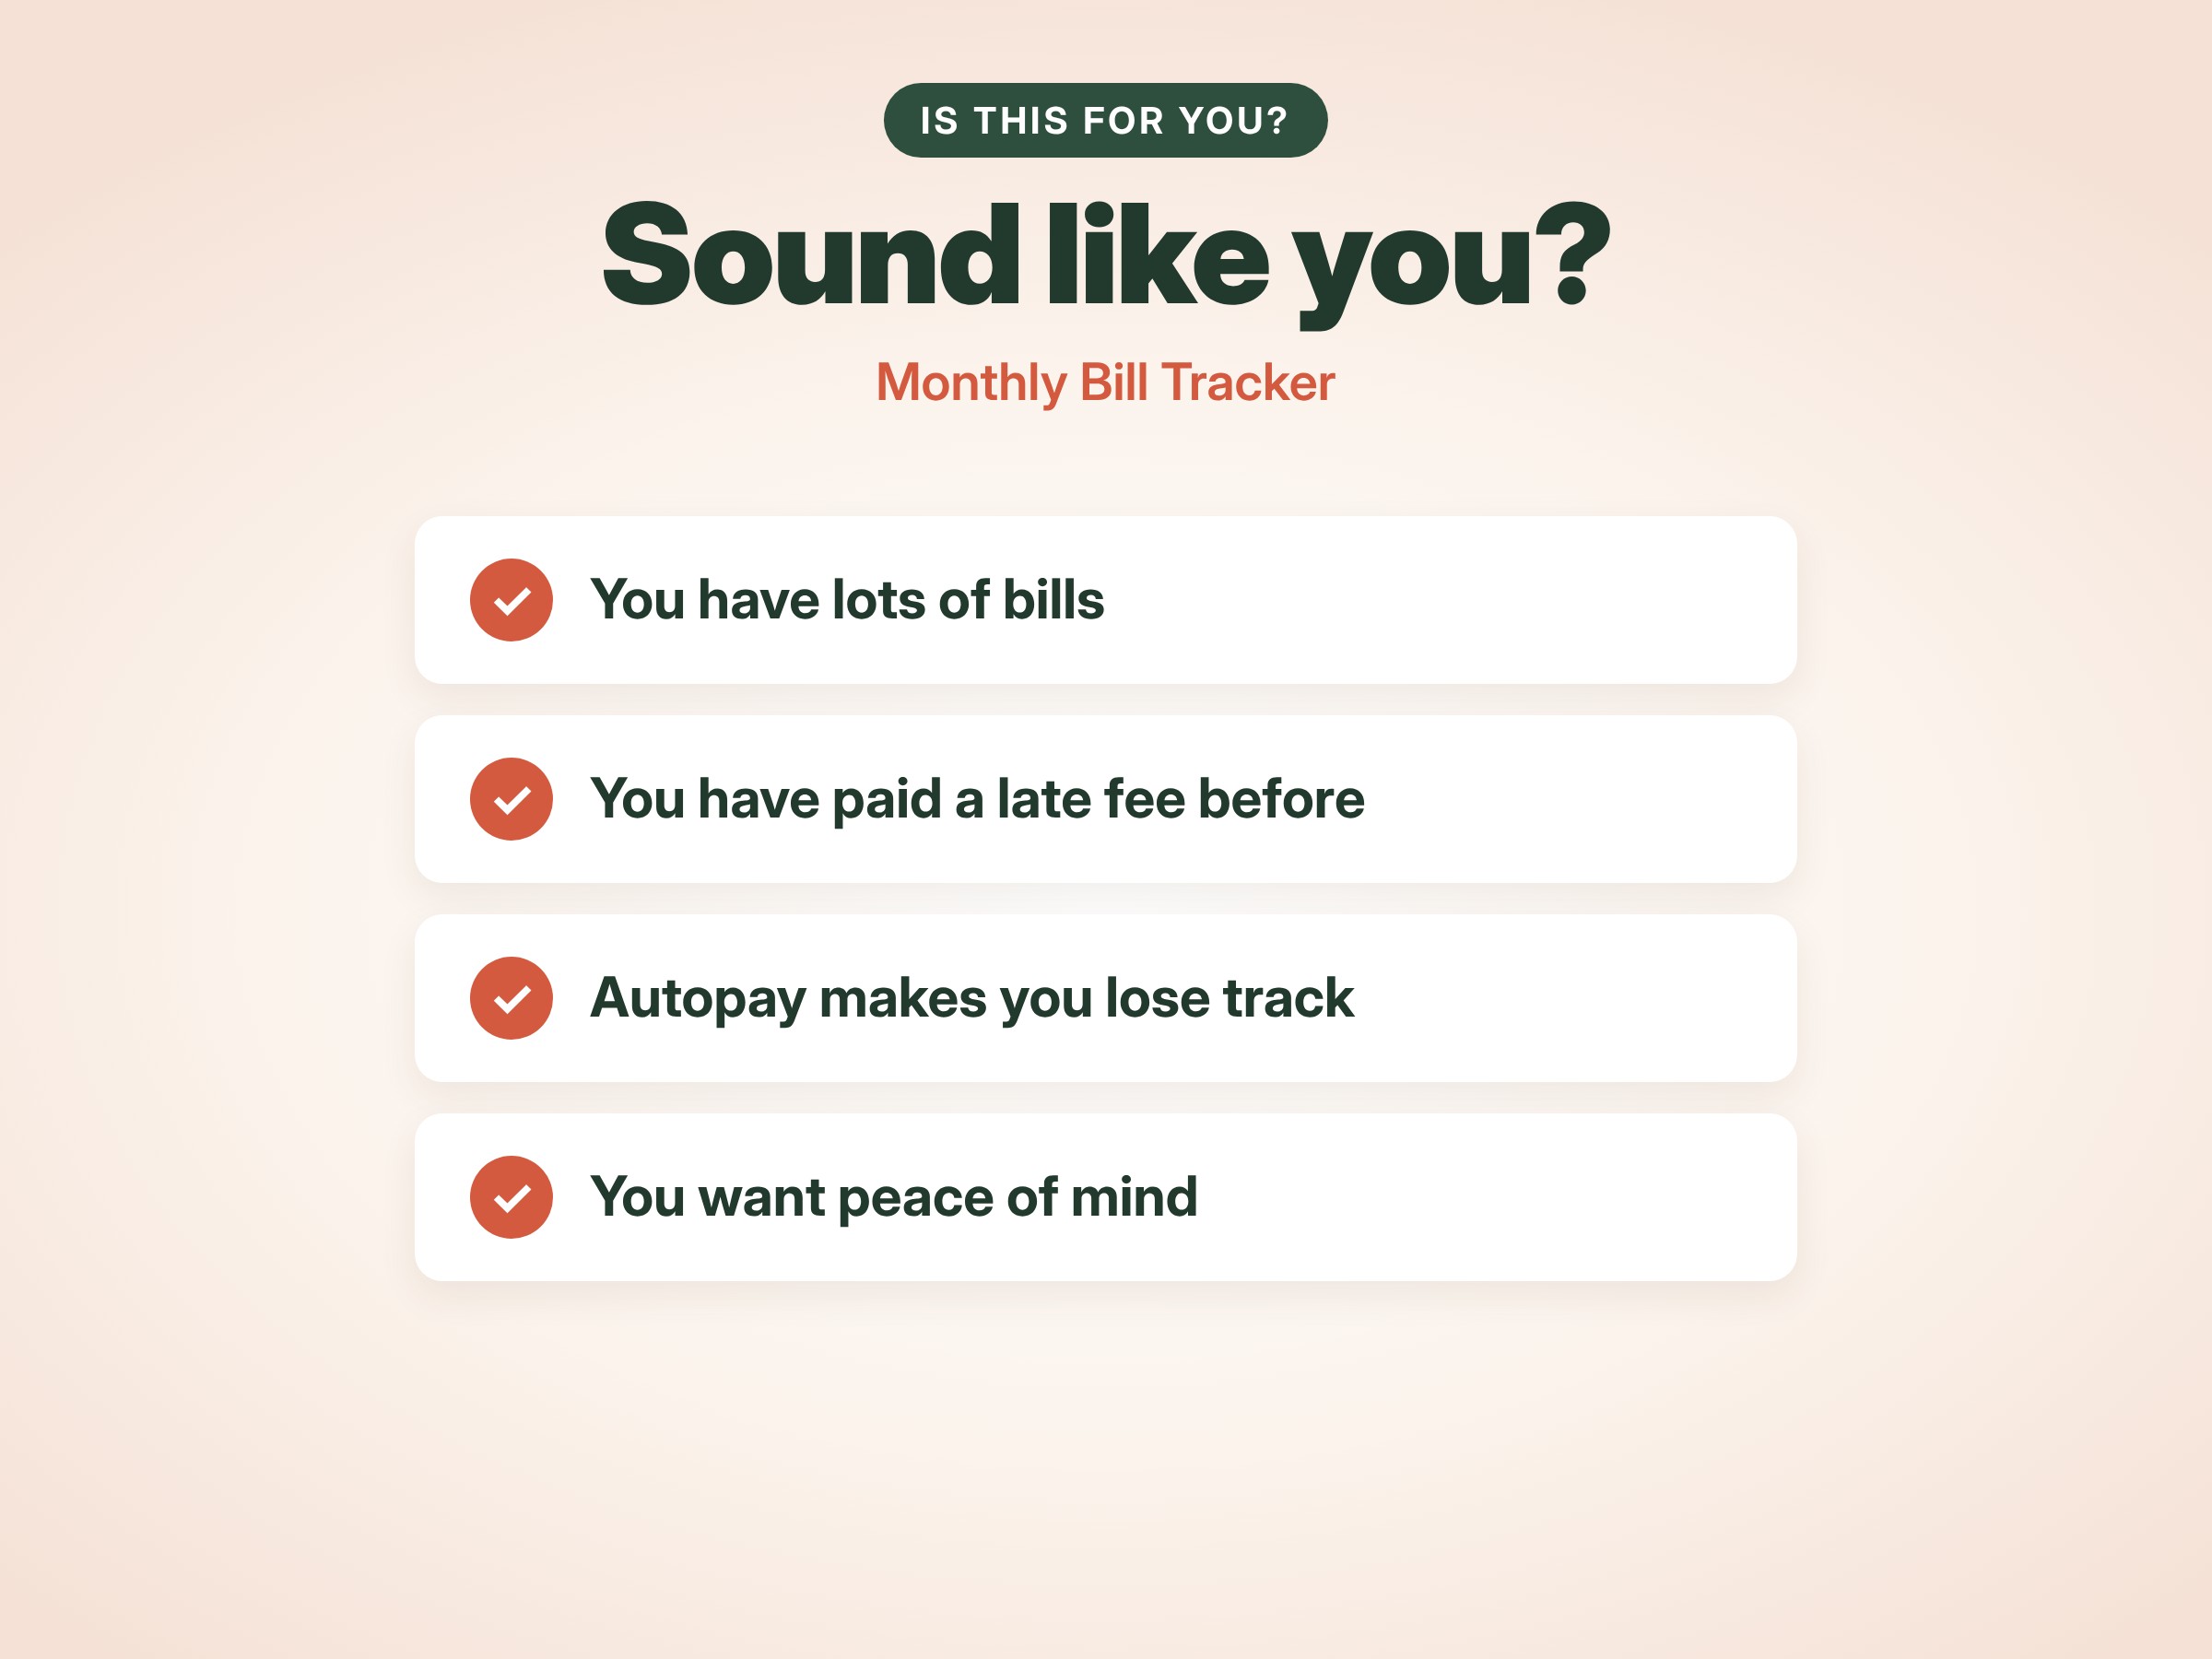 IS THIS FOR YOU?
Sound like you?
Monthly Bill Tracker
You have lots of bills
You have paid a late fee before
Autopay makes you lose track
You want peace of mind